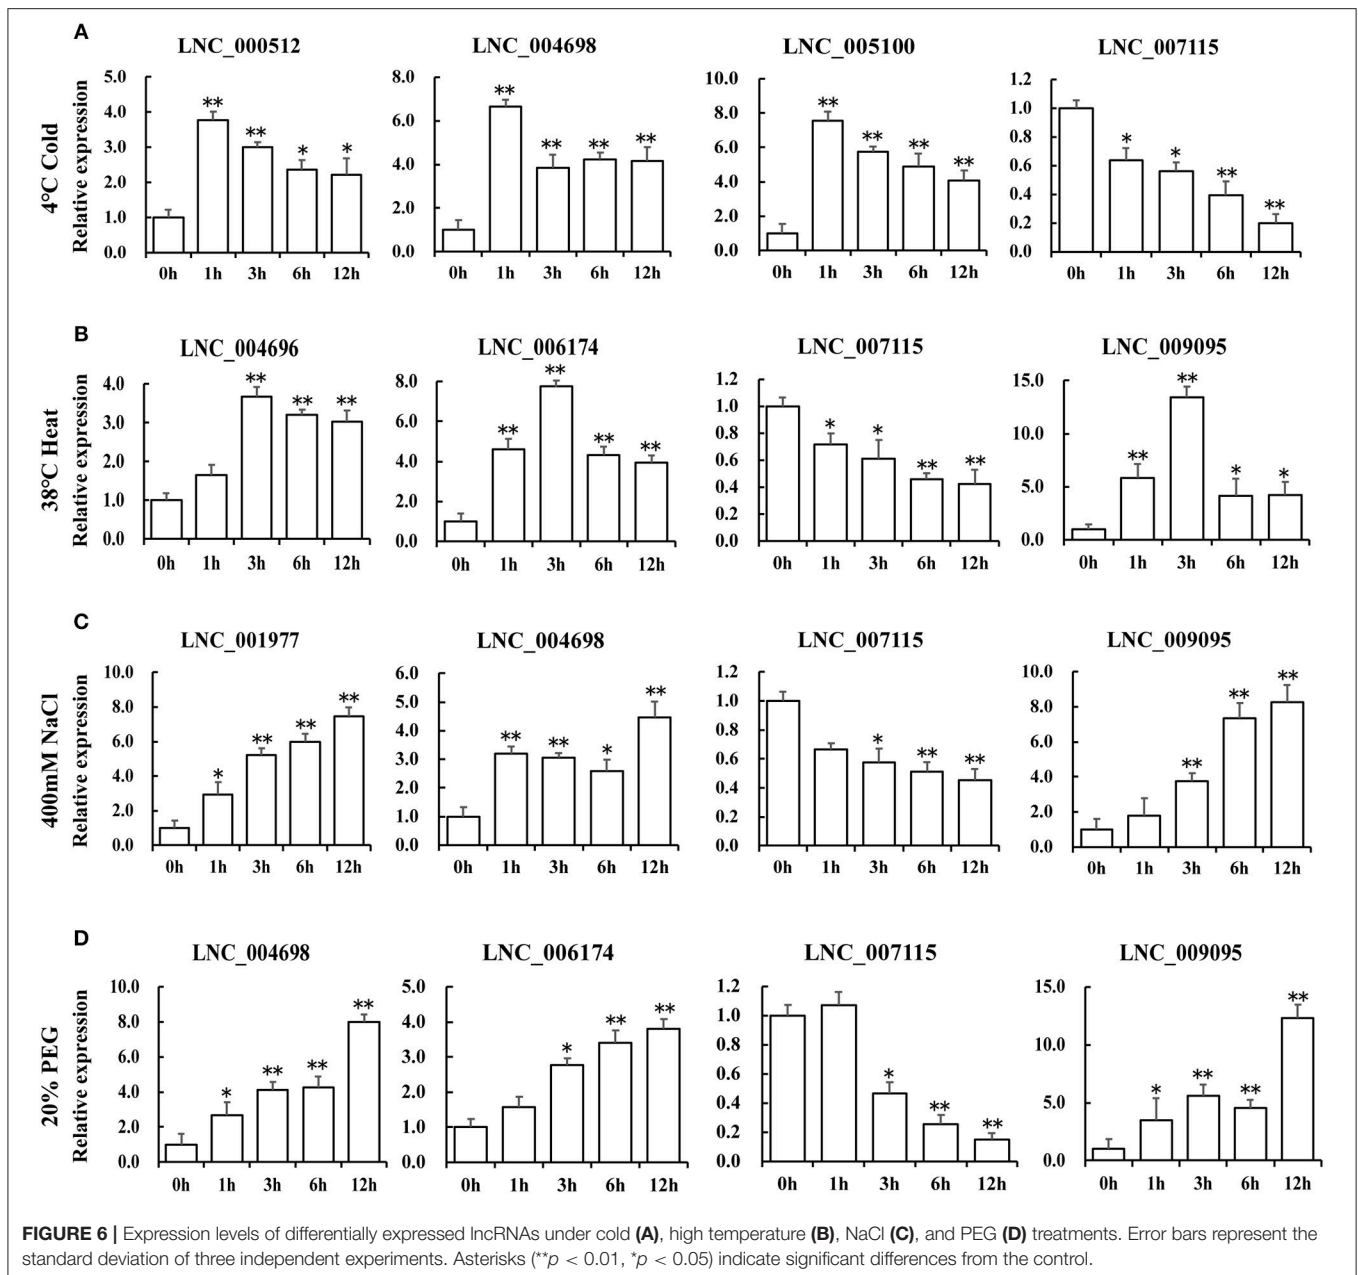 A
LNC_000512 LNC_004698 LNC_005100 LNC_007115
4°C Cold
Relative expression
5.0
4.0
3.0
2.0
1.0
0.0
** ** * *
0h 1h 3h 6h 12h
8.0
6.0
4.0
2.0
0.0
** ** ** **
0h 1h 3h 6h 12h
10.0
8.0
6.0
4.0
2.0
0.0
** ** ** **
0h 1h 3h 6h 12h
1.2
1.0
0.8
0.6
0.4
0.2
0.0
* * ** **
0h 1h 3h 6h 12h
B
LNC_004696 LNC_006174 LNC_007115 LNC_009095
38°C Heat
Relative expression
4.0
3.0
2.0
1.0
0.0
** ** **
0h 1h 3h 6h 12h
8.0
6.0
4.0
2.0
0.0
** ** ** **
0h 1h 3h 6h 12h
1.2
1.0
0.8
0.6
0.4
0.2
0.0
* * ** **
0h 1h 3h 6h 12h
15.0
10.0
5.0
0.0
** ** * *
0h 1h 3h 6h 12h
C
LNC_001977 LNC_004698 LNC_007115 LNC_009095
400mM NaCl
Relative expression
10.0
8.0
6.0
4.0
2.0
0.0
* ** ** **
0h 1h 3h 6h 12h
6.0
5.0
4.0
3.0
2.0
1.0
0.0
** ** * **
0h 1h 3h 6h 12h
1.2
1.0
0.8
0.6
0.4
0.2
0.0
* ** **
0h 1h 3h 6h 12h
10.0
8.0
6.0
4.0
2.0
0.0
** ** **
0h 1h 3h 6h 12h
D
LNC_004698 LNC_006174 LNC_007115 LNC_009095
20% PEG
Relative expression
10.0
8.0
6.0
4.0
2.0
0.0
* ** ** **
0h 1h 3h 6h 12h
5.0
4.0
3.0
2.0
1.0
0.0
* ** **
0h 1h 3h 6h 12h
1.2
1.0
0.8
0.6
0.4
0.2
0.0
* ** **
0h 1h 3h 6h 12h
15.0
10.0
5.0
0.0
* ** ** **
0h 1h 3h 6h 12h
FIGURE 6 | Expression levels of differentially expressed lncRNAs under cold (A), high temperature (B), NaCl (C), and PEG (D) treatments. Error bars represent the
standard deviation of three independent experiments. Asterisks (**p < 0.01, *p < 0.05) indicate significant differences from the control.